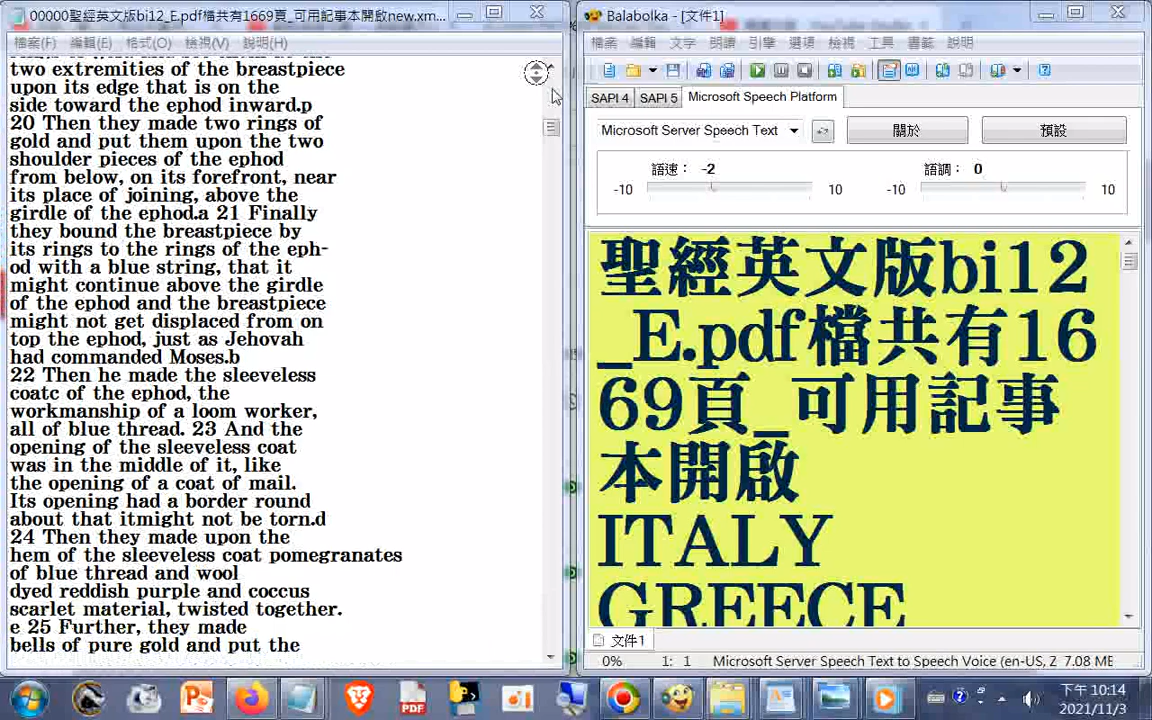 00000聖經英文版bi12_E.pdf檔共有1669頁_可用記事本開啟new.xm...
檔案(F) 編輯(E) 格式(O) 檢視(V) 說明(H)
two extremities of the breastpiece
upon its edge that is on the
side toward the ephod inward.p
20 Then they made two rings of
gold and put them upon the two
shoulder pieces of the ephod
from below, on its forefront, near
its place of joining, above the
girdle of the ephod.a 21 Finally
they bound the breastpiece by
its rings to the rings of the eph-
od with a blue string, that it
might continue above the girdle
of the ephod and the breastpiece
might not get displaced from on
top the ephod, just as Jehovah
had commanded Moses.b
22 Then he made the sleeveless
coatc of the ephod, the
workmanship of a loom worker,
all of blue thread. 23 And the
opening of the sleeveless coat
was in the middle of it, like
the opening of a coat of mail.
Its opening had a border round
about that itmight not be torn.d
24 Then they made upon the
hem of the sleeveless coat pomegranates
of blue thread and wool
dyed reddish purple and coccus
scarlet material, twisted together.
e 25 Further, they made
bells of pure gold and put the
Balabolka - [文件1]
檔案 編輯 文字 朗讀 引擎 選項 檢視 工具 書籤 說明
SAPI 4 SAPI 5 Microsoft Speech Platform
Microsoft Server Speech Text 關於 預設
語速： -2 語調： 0
-10 10 -10 10
聖經英文版bi12
_E.pdf檔共有16
69頁_可用記事
本開啟
ITALY
GREECE
文件1
0% 1: 1 Microsoft Server Speech Text to Speech Voice (en-US, 2 7.08 ME
PDF
下午 10:14
2021/11/3